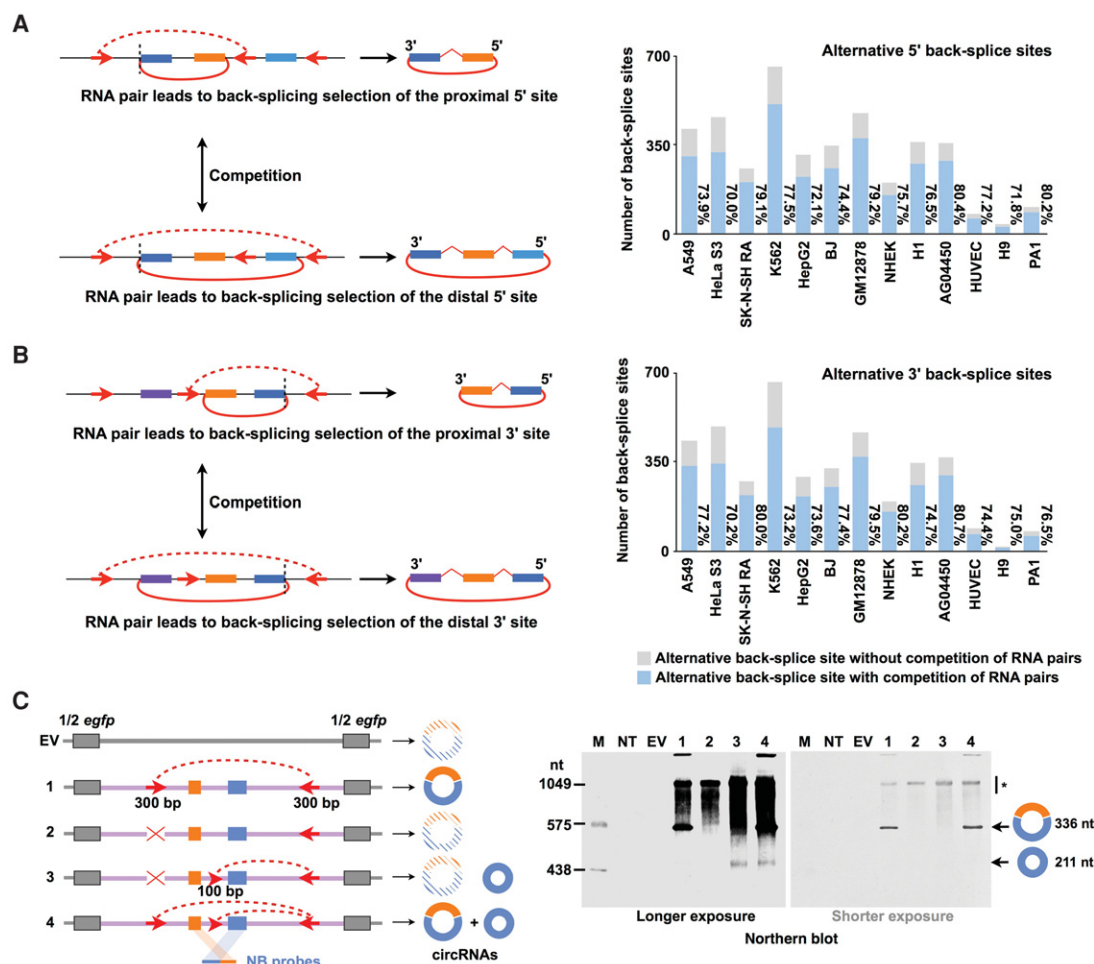 A
3' 5'
RNA pair leads to back-splicing selection of the proximal 5' site
Competition
3' 5'
RNA pair leads to back-splicing selection of the distal 5' site
Alternative 5' back-splice sites
Number of back-splice sites
700
350
0
73.9% 70.0% 79.1% 77.5% 72.1% 74.4% 79.2% 75.7% 76.5% 80.4% 77.2% 71.8% 80.2%
A549 HeLa S3 SK-N-SH RA K562 HepG2 BJ GM12878 NHEK H1 AG04450 HUVEC H9 PA1
B
3' 5'
RNA pair leads to back-splicing selection of the proximal 3' site
Competition
3' 5'
RNA pair leads to back-splicing selection of the distal 3' site
Alternative 3' back-splice sites
Number of back-splice sites
700
350
0
77.2% 70.2% 80.0% 73.2% 73.6% 77.4% 79.5% 80.2% 74.7% 80.7% 74.4% 75.0% 76.5%
A549 HeLa S3 SK-N-SH RA K562 HepG2 BJ GM12878 NHEK H1 AG04450 HUVEC H9 PA1
Alternative back-splice site without competition of RNA pairs
Alternative back-splice site with competition of RNA pairs
C
1/2 egfp 1/2 egfp
EV
1
300 bp 300 bp
2
3
100 bp
4
+
NB probes
circRNAs
M NT EV 1 2 3 4 M NT EV 1 2 3 4
nt
1049
575
438
*
336 nt
211 nt
Longer exposure Shorter exposure
Northern blot